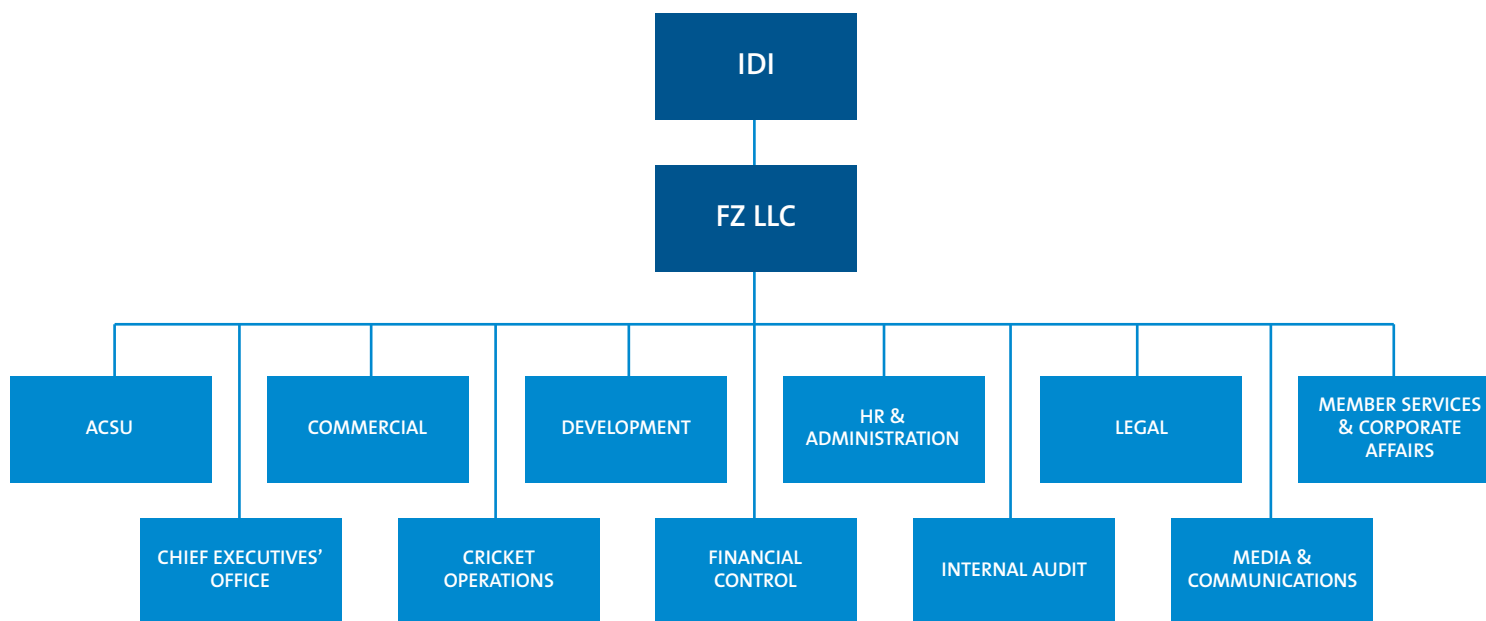 IDI
FZ LLC
ACSU
COMMERCIAL
DEVELOPMENT
HR &
ADMINISTRATION
LEGAL
MEMBER SERVICES
& CORPORATE
AFFAIRS
CHIEF EXECUTIVES’
OFFICE
CRICKET
OPERATIONS
FINANCIAL
CONTROL
INTERNAL AUDIT
MEDIA &
COMMUNICATIONS